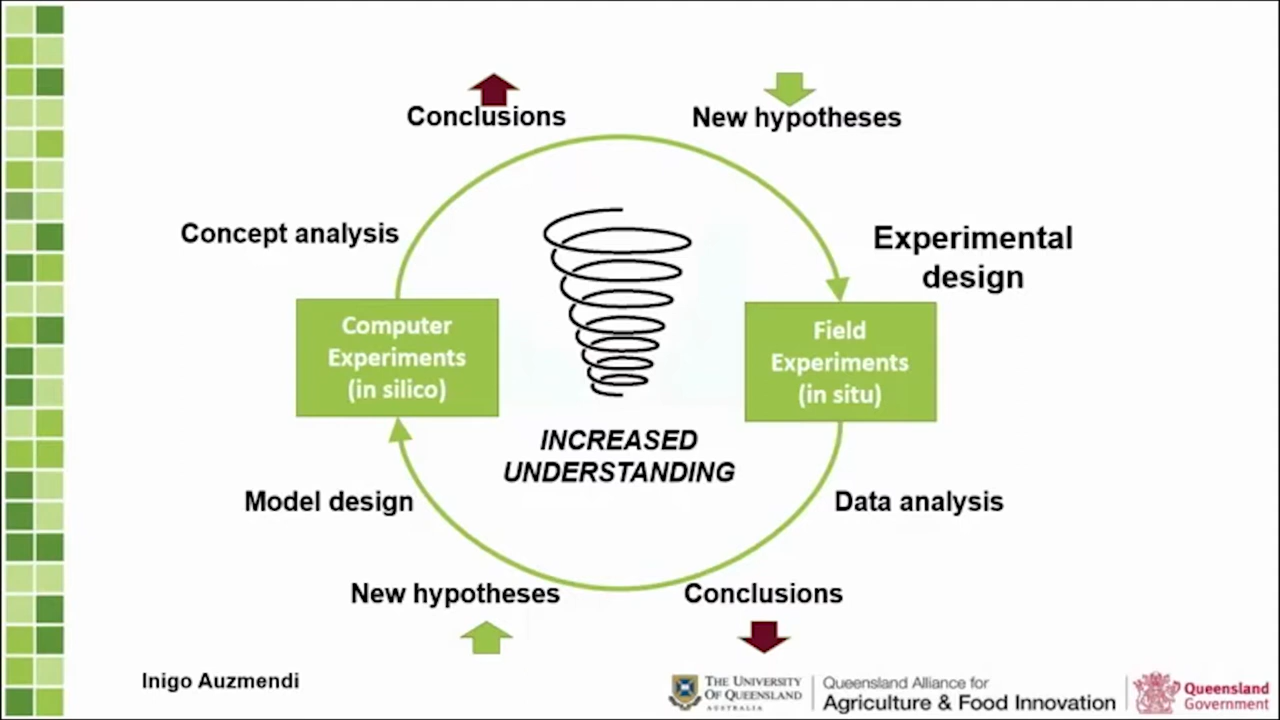 Conclusions
New hypotheses
Concept analysis
Experimental
design
Computer
Experiments
(in silico)
Field
Experiments
(in situ)
INCREASED
UNDERSTANDING
Model design
Data analysis
New hypotheses
Conclusions
Inigo Auzmendi
THE UNIVERSITY
OF QUEENSLAND
AUSTRALIA
Queensland Alliance for
Agriculture & Food Innovation
Queensland
Government